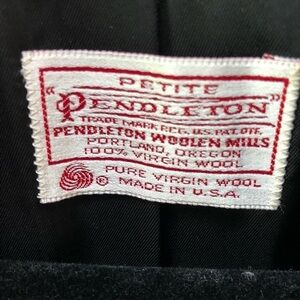 PETITE
"PENDLETON"
TRADE MARK REG. U.S. PAT. OFF.
PENDLETON WOOLEN MILLS
PORTLAND, OREGON
100% VIRGIN WOOL
PURE VIRGIN WOOL
® MADE IN U.S.A.